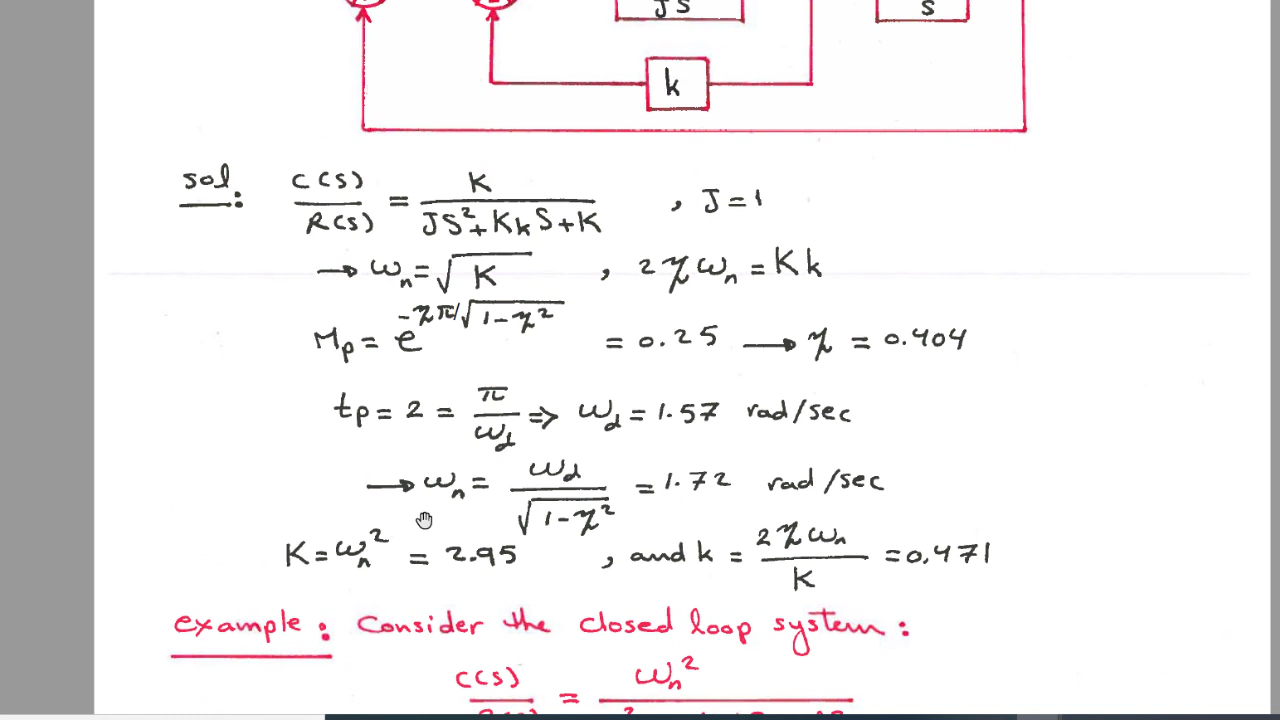 JS
s
k
sol: C(S)/R(S) = K/(JS²+KkS+K) , J=1
→ ωn=√K , 2ζωn=Kk
Mp= e^(-ζπ/√(1-ζ²)) = 0.25 → ζ = 0.404
tp= 2 = π/ωd ⇒ ωd = 1.57 rad/sec
→ ωn= ωd/√(1-ζ²) = 1.72 rad/sec
K=ωn² = 2.95 , and k = 2ζωn/K =0.471
example: Consider the closed loop system:
C(S) = ωn²